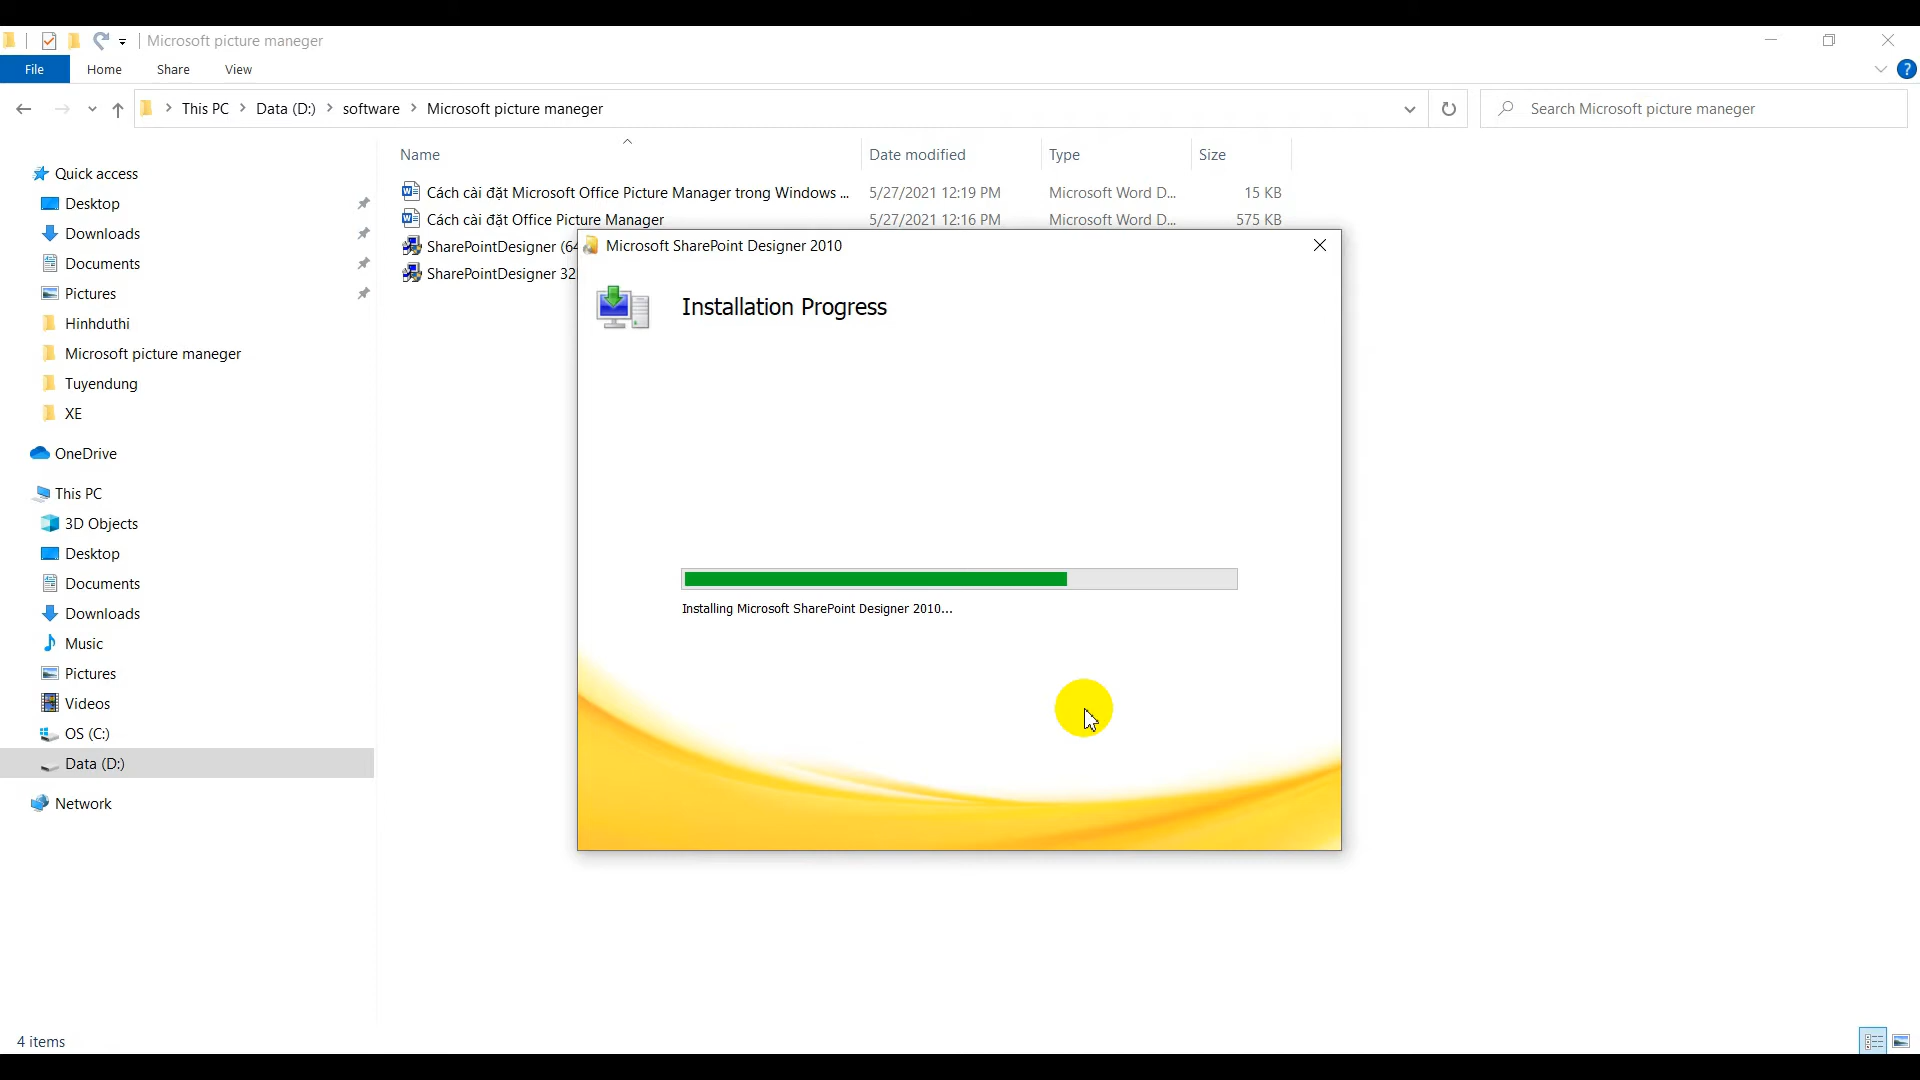 Microsoft picture maneger
File Home Share View
This PC Data (D:) software Microsoft picture maneger
Search Microsoft picture maneger
Name Date modified Type Size
Cách cài đặt Microsoft Office Picture Manager trong Windows ... 5/27/2021 12:19 PM Microsoft Word D... 15 KB
Cách cài đặt Office Picture Manager 5/27/2021 12:16 PM Microsoft Word D... 575 KB
SharePointDesigner (64
SharePointDesigner 32
Quick access
Desktop
Downloads
Documents
Pictures
Hinhduthi
Microsoft picture maneger
Tuyendung
XE
OneDrive
This PC
3D Objects
Desktop
Documents
Downloads
Music
Pictures
Videos
OS (C:)
Data (D:)
Network
Microsoft SharePoint Designer 2010
Installation Progress
Installing Microsoft SharePoint Designer 2010...
4 items